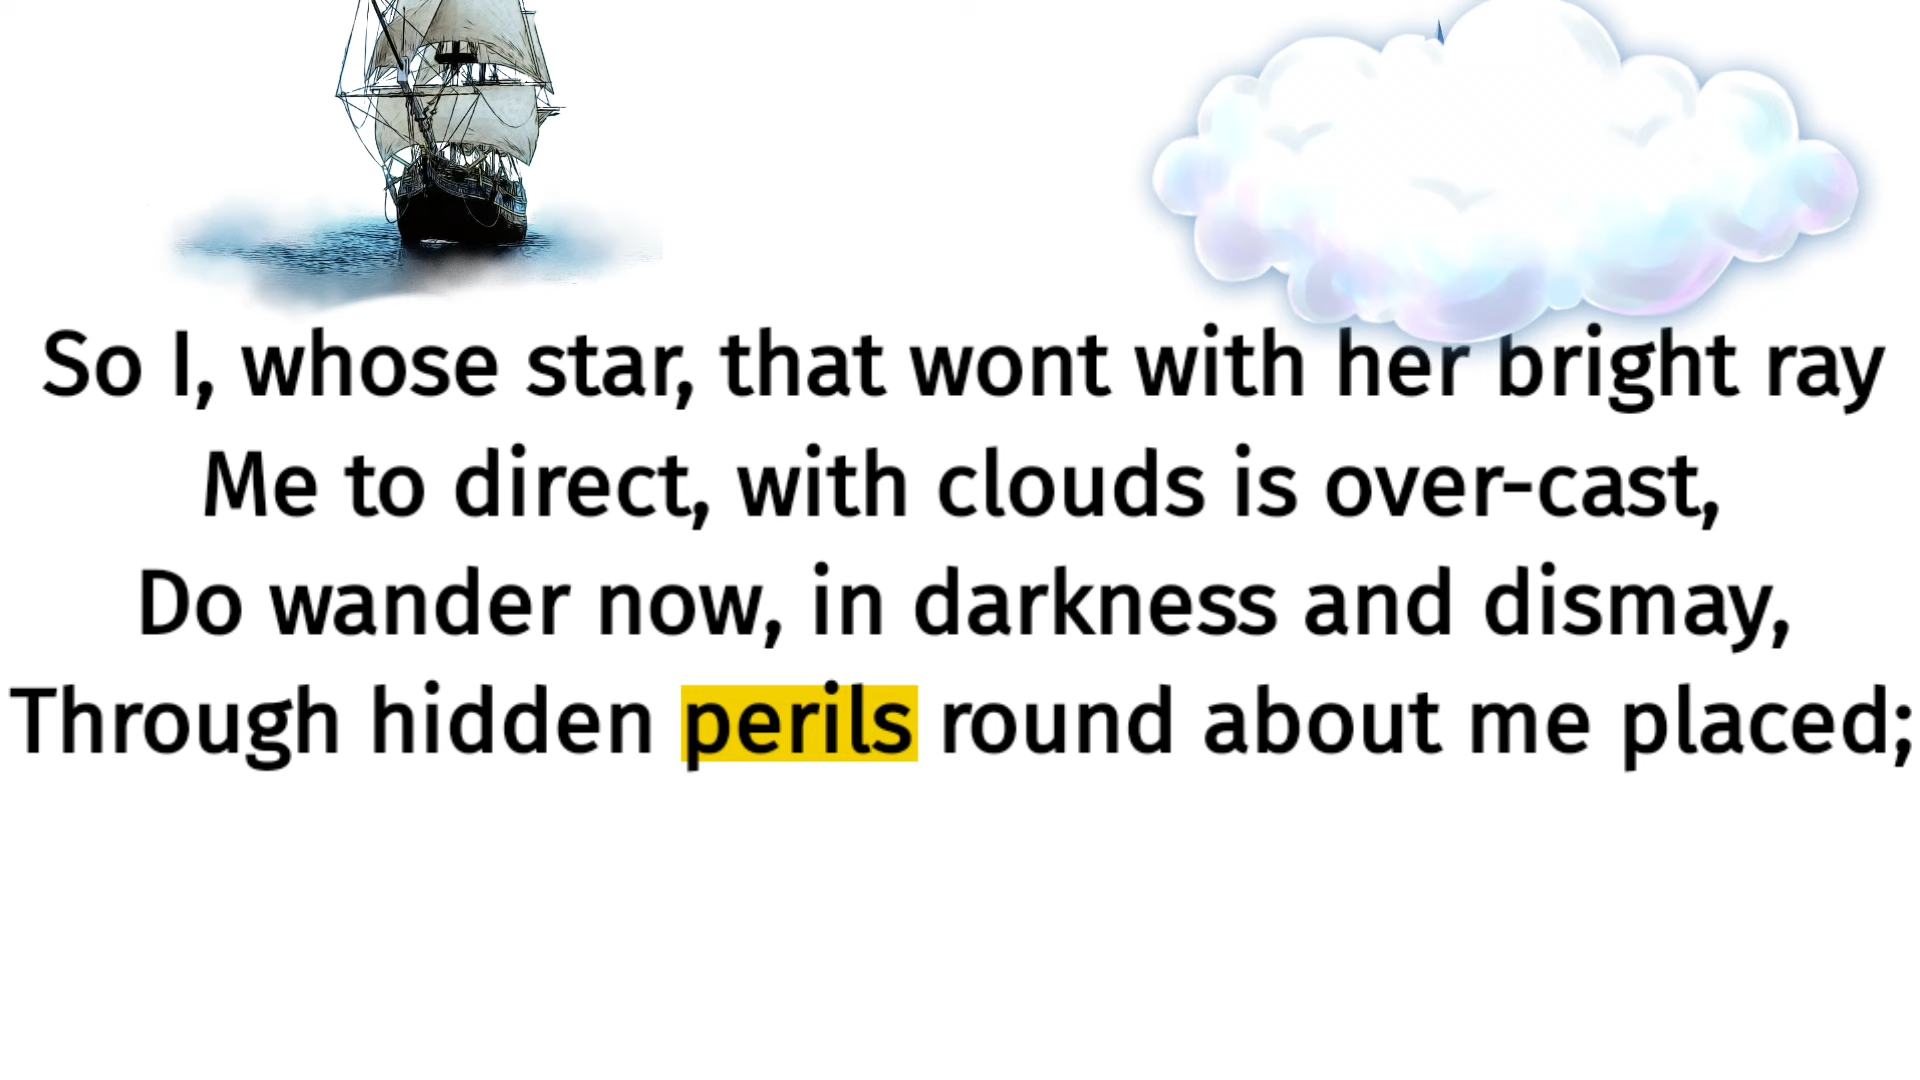 So I, whose star, that wont with her bright ray
Me to direct, with clouds is over-cast,
Do wander now, in darkness and dismay,
Through hidden perils round about me placed;